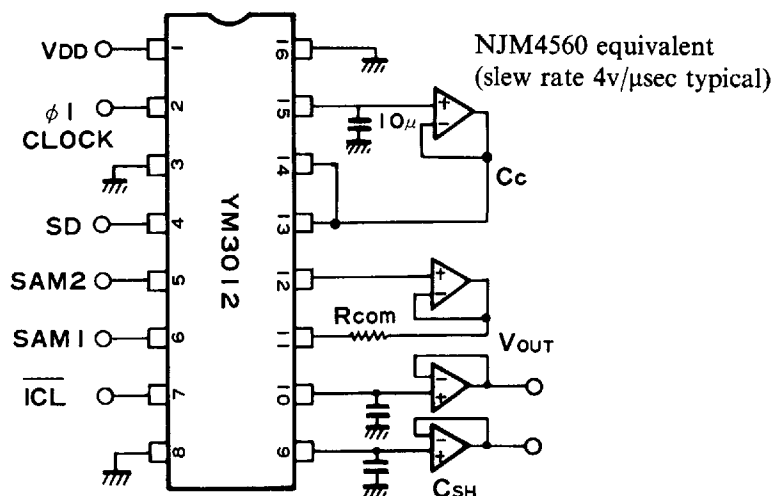 NJM4560 equivalent
(slew rate 4v/μsec typical)
VDD
1
16
φ1
CLOCK
2
15
10μ
+
−
3
14
Cc
SD
4
13
YM3012
SAM2
5
12
+
−
Rcom
SAM1
6
11
VOUT
ICL
7
10
−
+
8
9
−
+
CSH